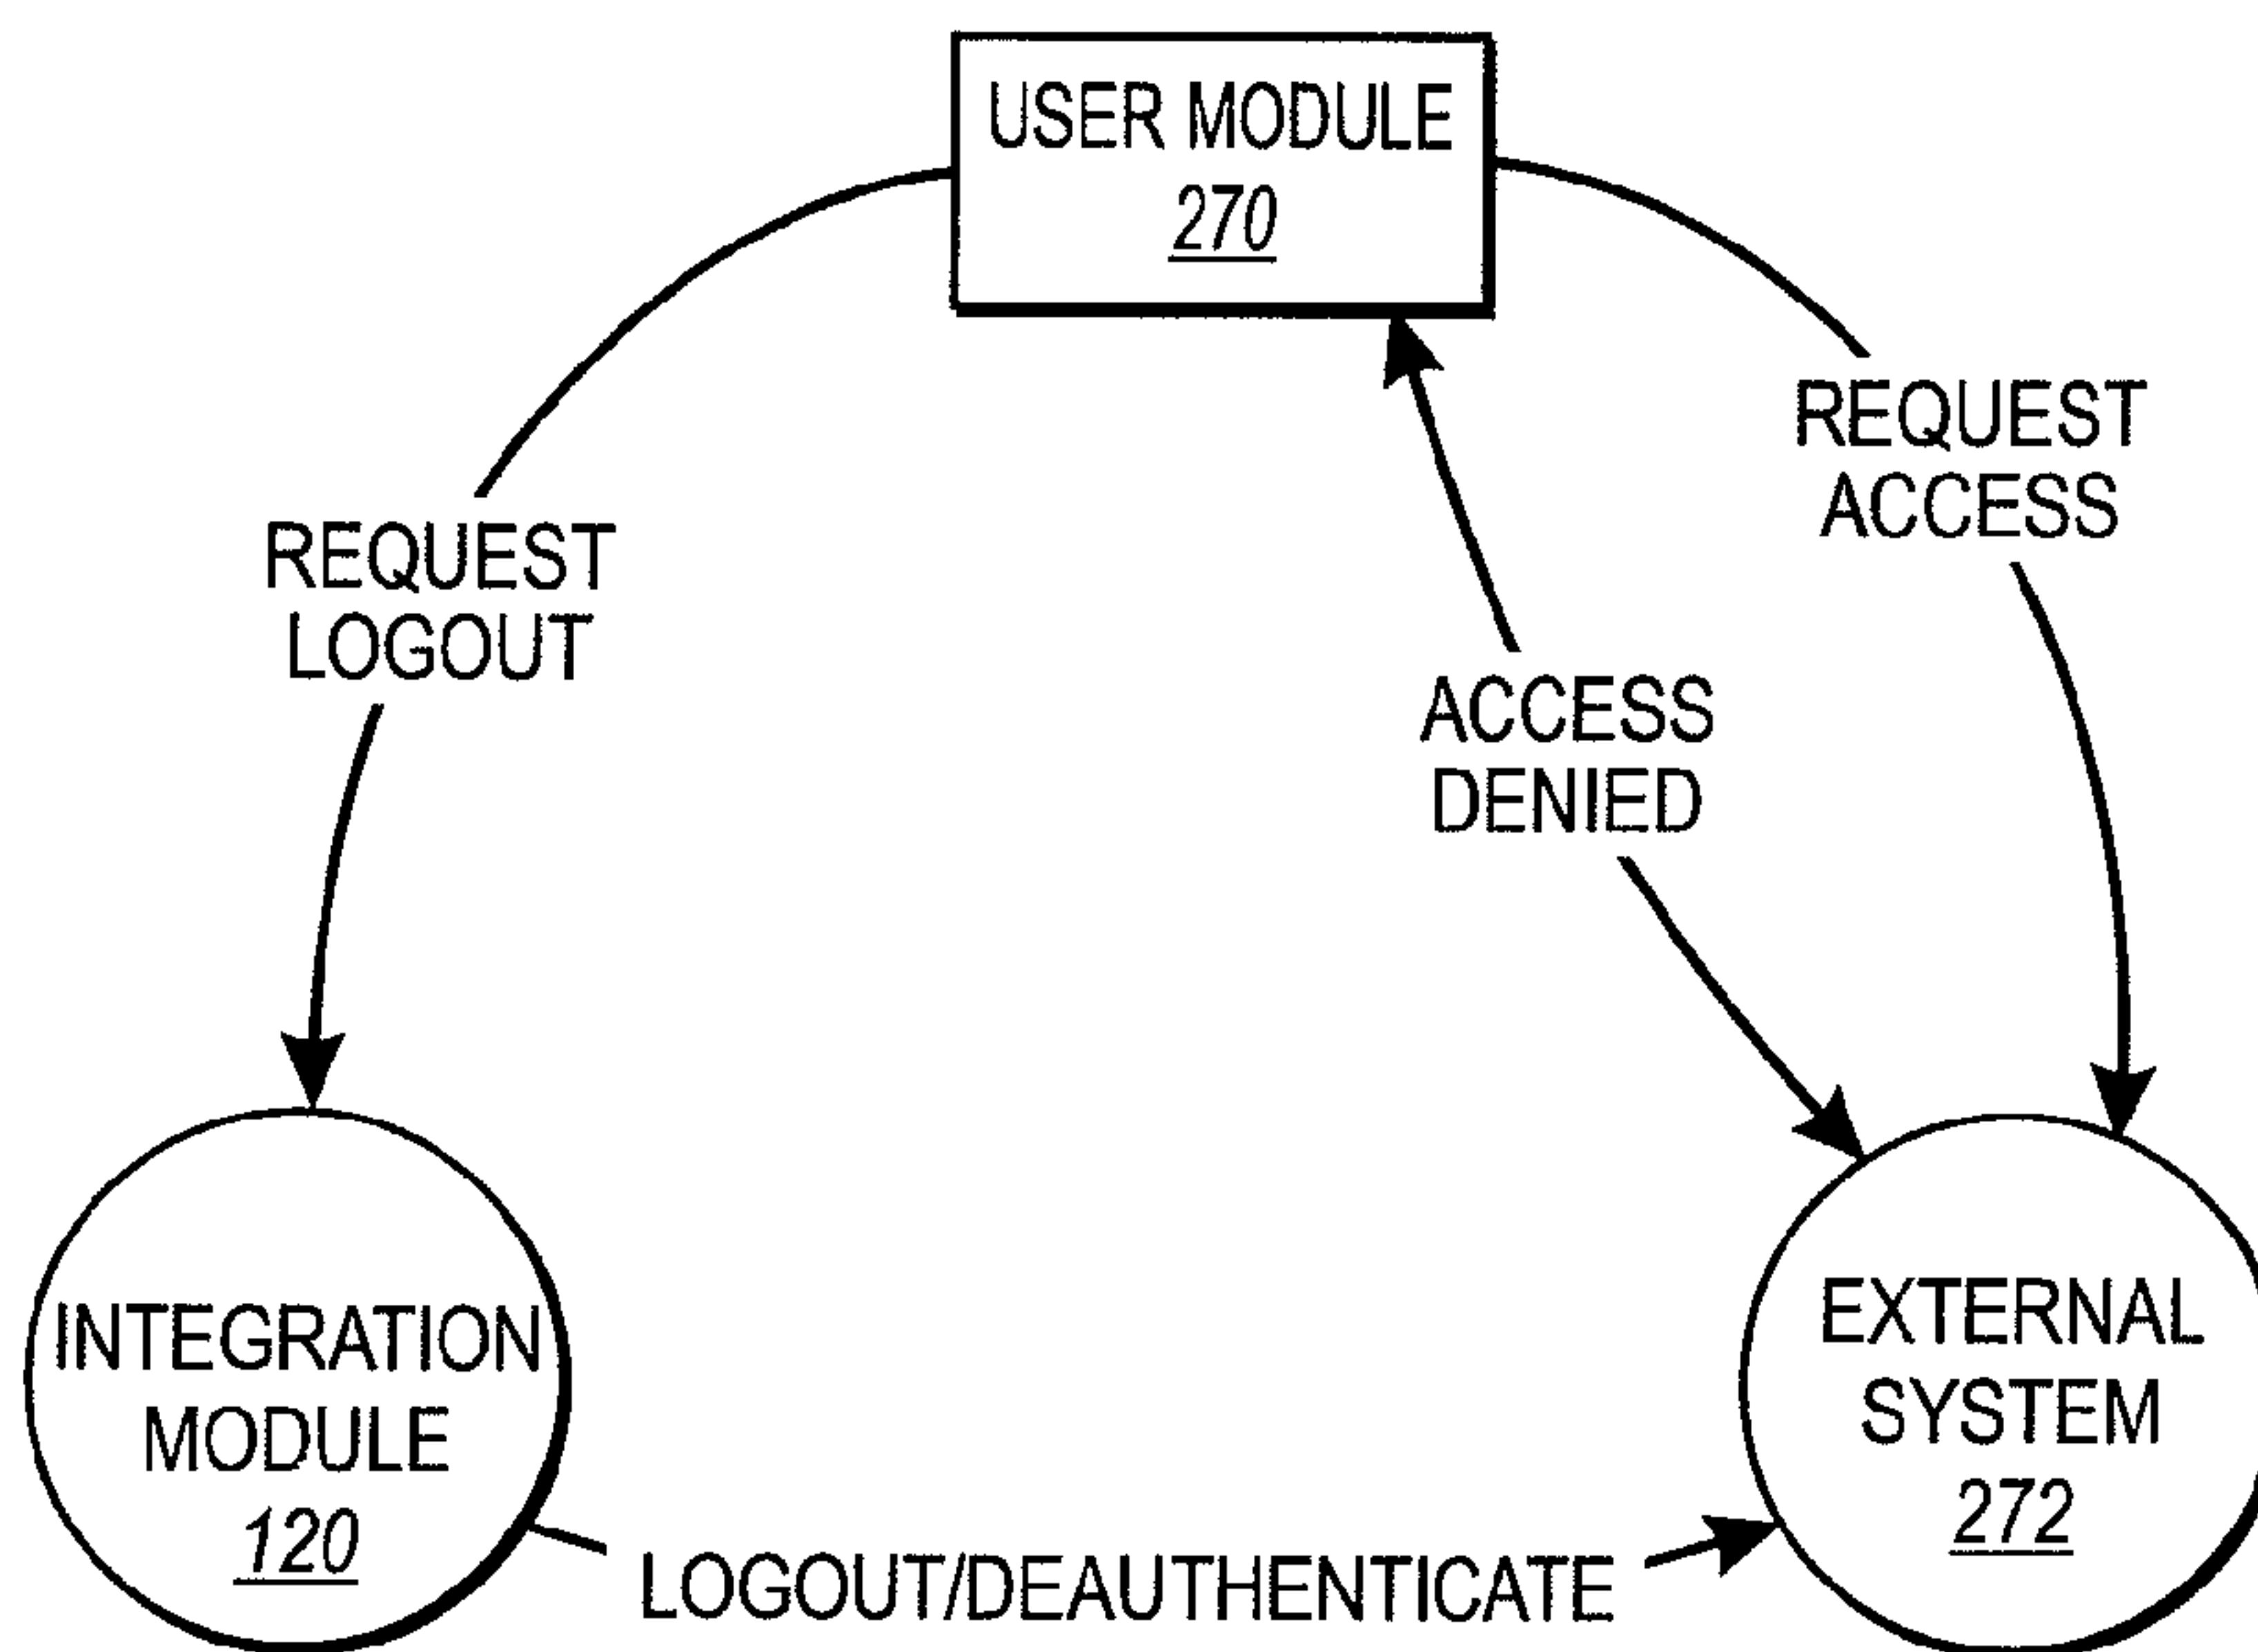 USER MODULE
270
REQUEST
ACCESS
REQUEST
LOGOUT
ACCESS
DENIED
INTEGRATION
MODULE
120
EXTERNAL
SYSTEM
272
LOGOUT/DEAUTHENTICATE